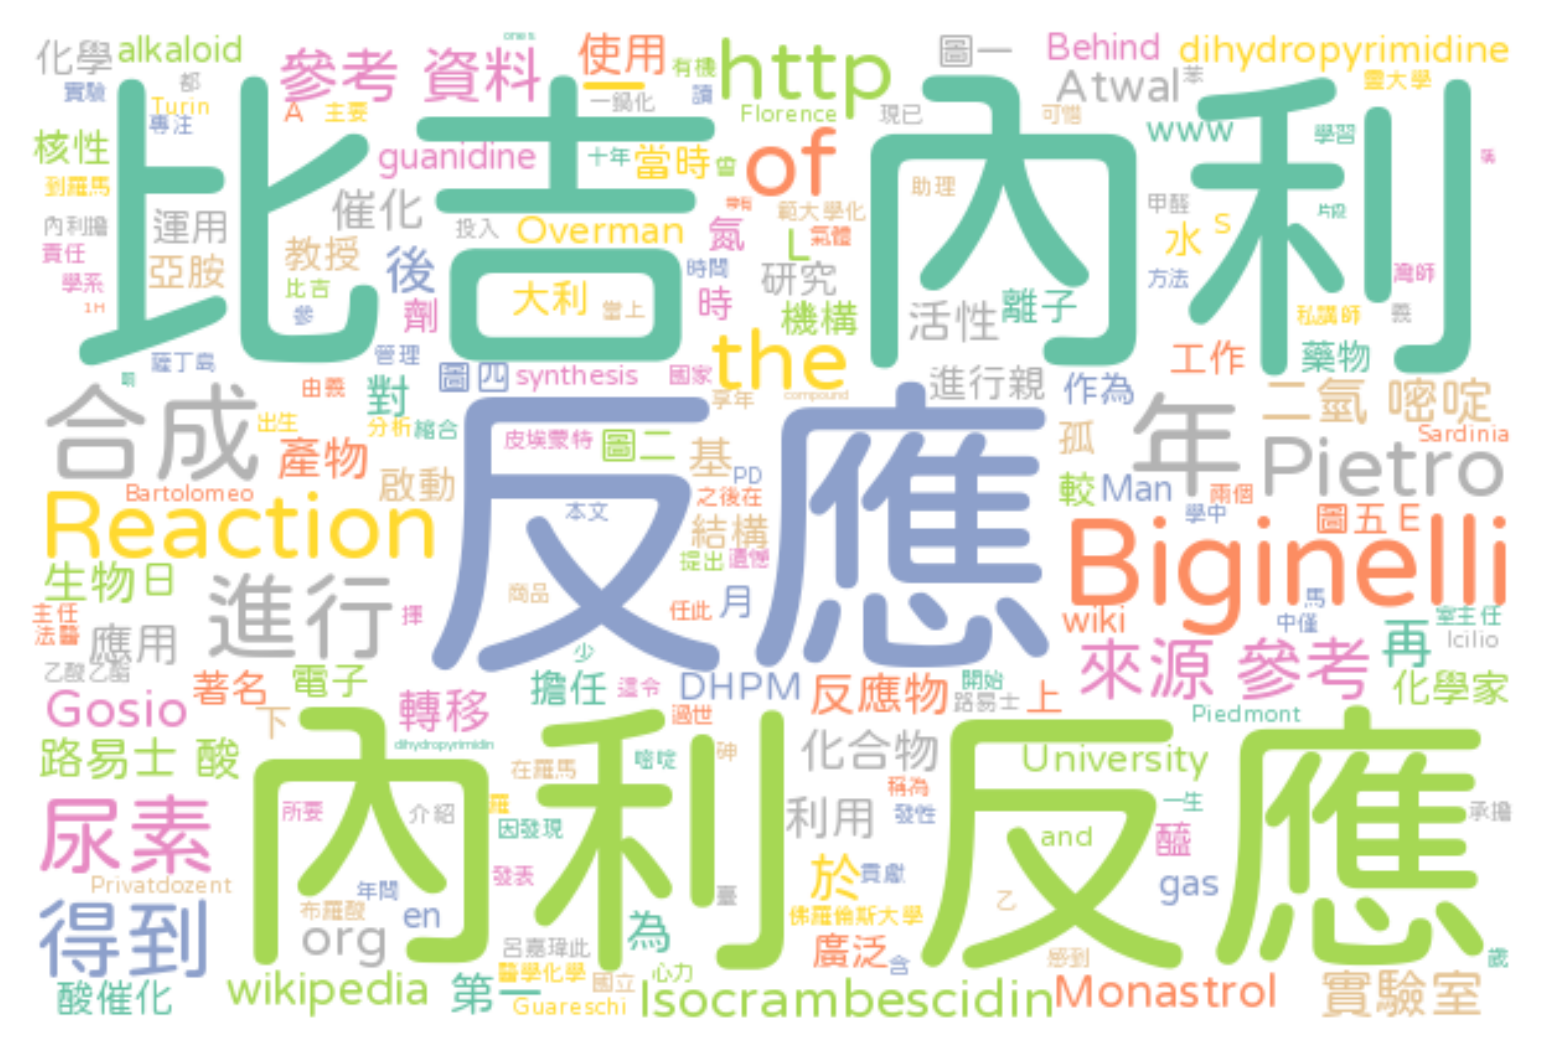 化學 alkaloid 參考 資料 使用 有機 http 圖一 Behind dihydropyrimidine
都 Atwal 苯 靈大學
實驗 Turin A 主要 一鍋化 讀 Florence 現已 可惜 www 學習
專注
核性 guanidine 十年 當時 曾 of
到羅馬 助理
比吉 內利
內利擔 運用 催化 投入 Overman 氮 範大學化 甲醛 水 S 片段
責任 亞胺 教授 後 L 氣體
學系 比吉 大利 時間 研究 方法 灣師
1H 參 劑 當上 時 機構 活性 離子 私講師 義
薩丁島 管理 the 工作 藥物
由義 對 圖四 synthesis 國家 進行親 作為 二氫 嘧啶
合成 出生 分析 縮合 享年 compound 年 Sardinia
產物 皮埃蒙特 圖二 基 孤 Pietro
Bartolomeo 啟動 PD 較 Man 兩個
Reaction 反應 本文 之後在 學中 圖五 E
結構 Biginelli
生物 日 提出 遺憾
進行 商品 月 馬
主任 擇 任此 wiki 中僅 室主任
法醫 應用 再 Icilio
乙酸乙酯 少 來源 參考
著名 電子 擔任 這令 DHPM 反應物 開始 上 化學家
Gosio 下 轉移 過世 路易士 Piedmont
路易士 酸 dihydropyrimidin 砷 化合物 University
在羅馬 嘧啶 稱為
尿素 所要 介紹 羅 利用 發性 一生 承擔
因發現 and 醯
內利 反應
Privatdozent 年間 發表 臺 於 貢獻 gas
得到 布羅酸 en 乙
org 為 佛羅倫斯大學
呂嘉瑋此 廣泛 含 感到 歲
酸催化 wikipedia 第一 醫學化學 國立 心力 Isocrambescidin Monastrol 實驗室
Guareschi